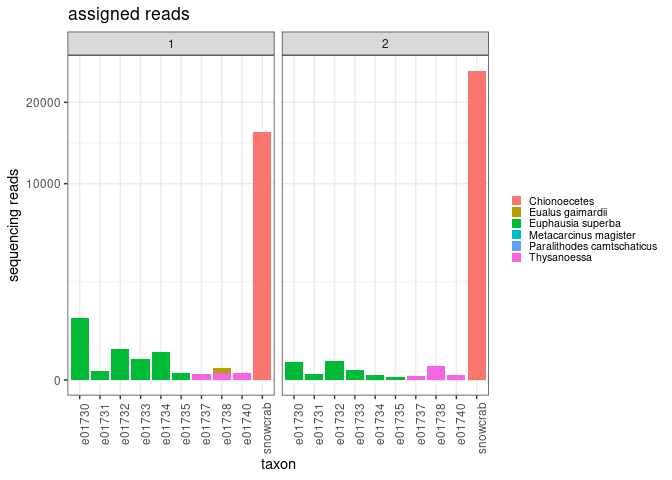 assigned reads
1
2
sequencing reads
20000
10000
0
e01730
e01731
e01732
e01733
e01734
e01735
e01737
e01738
e01740
snowcrab
e01730
e01731
e01732
e01733
e01734
e01735
e01737
e01738
e01740
snowcrab
taxon
Chionoecetes
Eualus gaimardii
Euphausia superba
Metacarcinus magister
Paralithodes camtschaticus
Thysanoessa